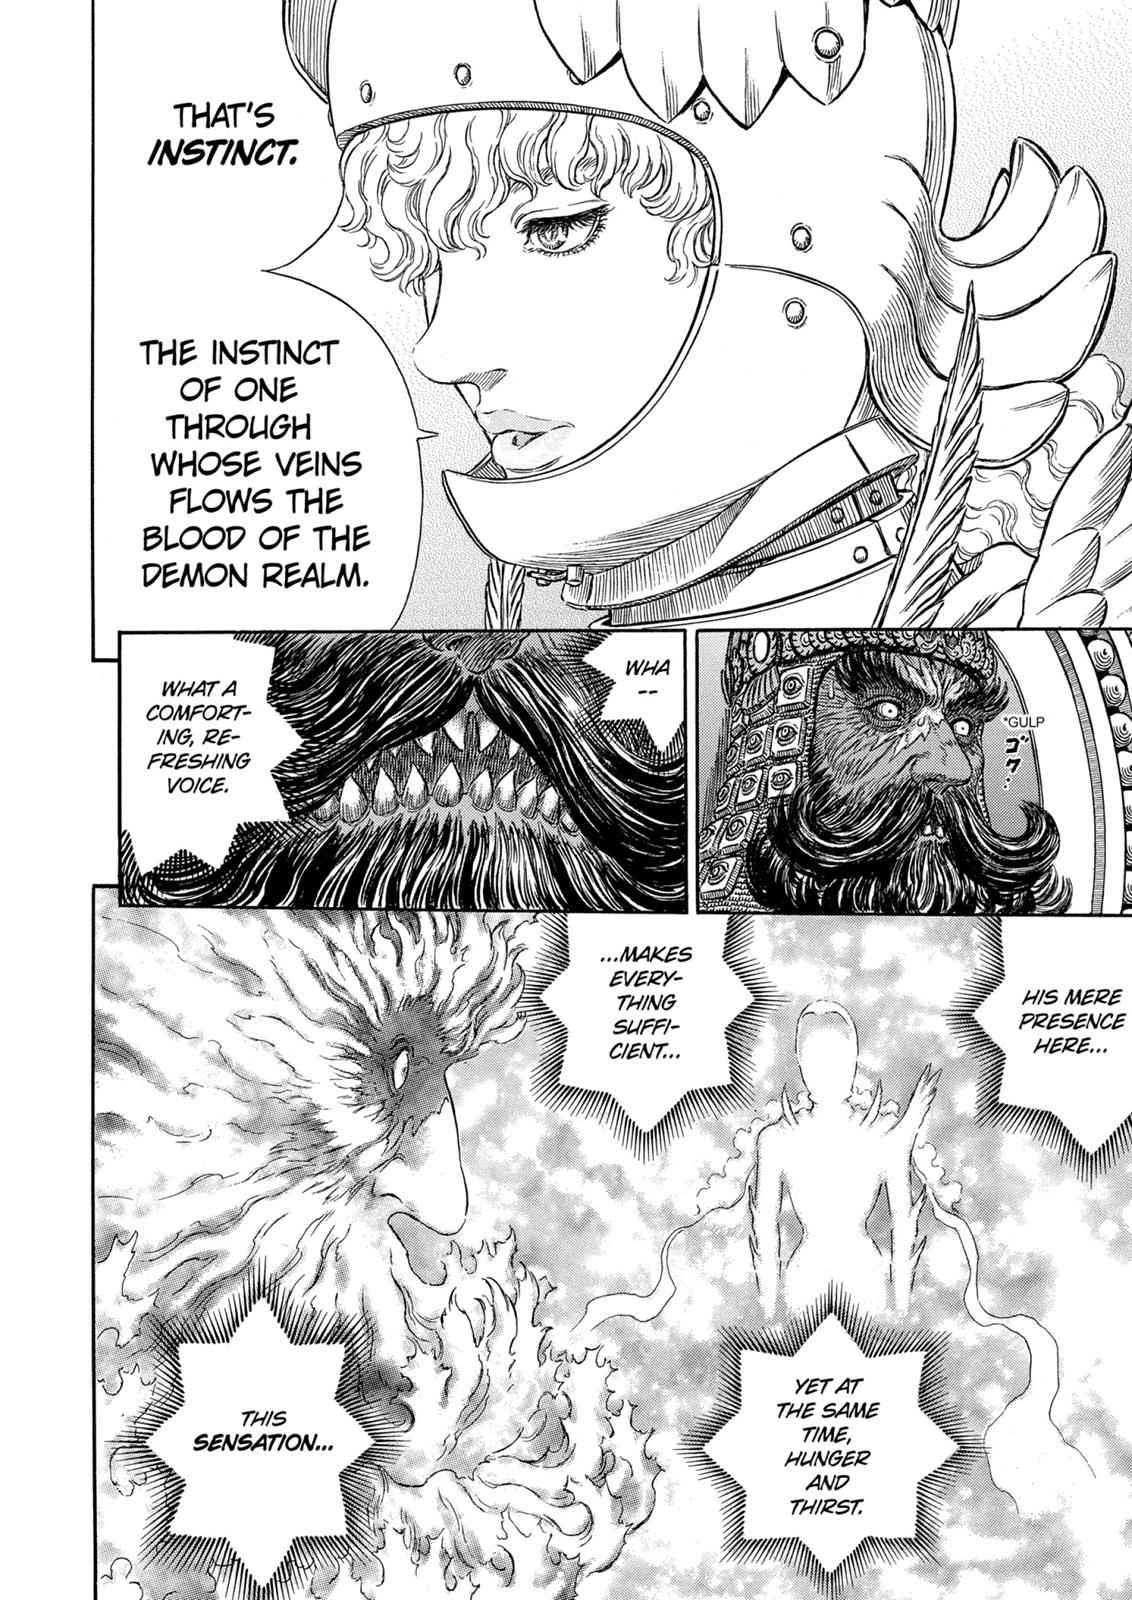 THAT'S
INSTINCT.
THE INSTINCT
OF ONE
THROUGH
WHOSE VEINS
FLOWS THE
BLOOD OF THE
DEMON REALM.
*GULP
ゴク・
WHA
--
WHAT A
COMFORT-
ING, RE-
FRESHING
VOICE.
HIS MERE
PRESENCE
HERE...
...MAKES
EVERY-
THING
SUFFI-
CIENT...
YET AT
THE SAME
TIME,
HUNGER
AND
THIRST.
THIS
SENSATION...